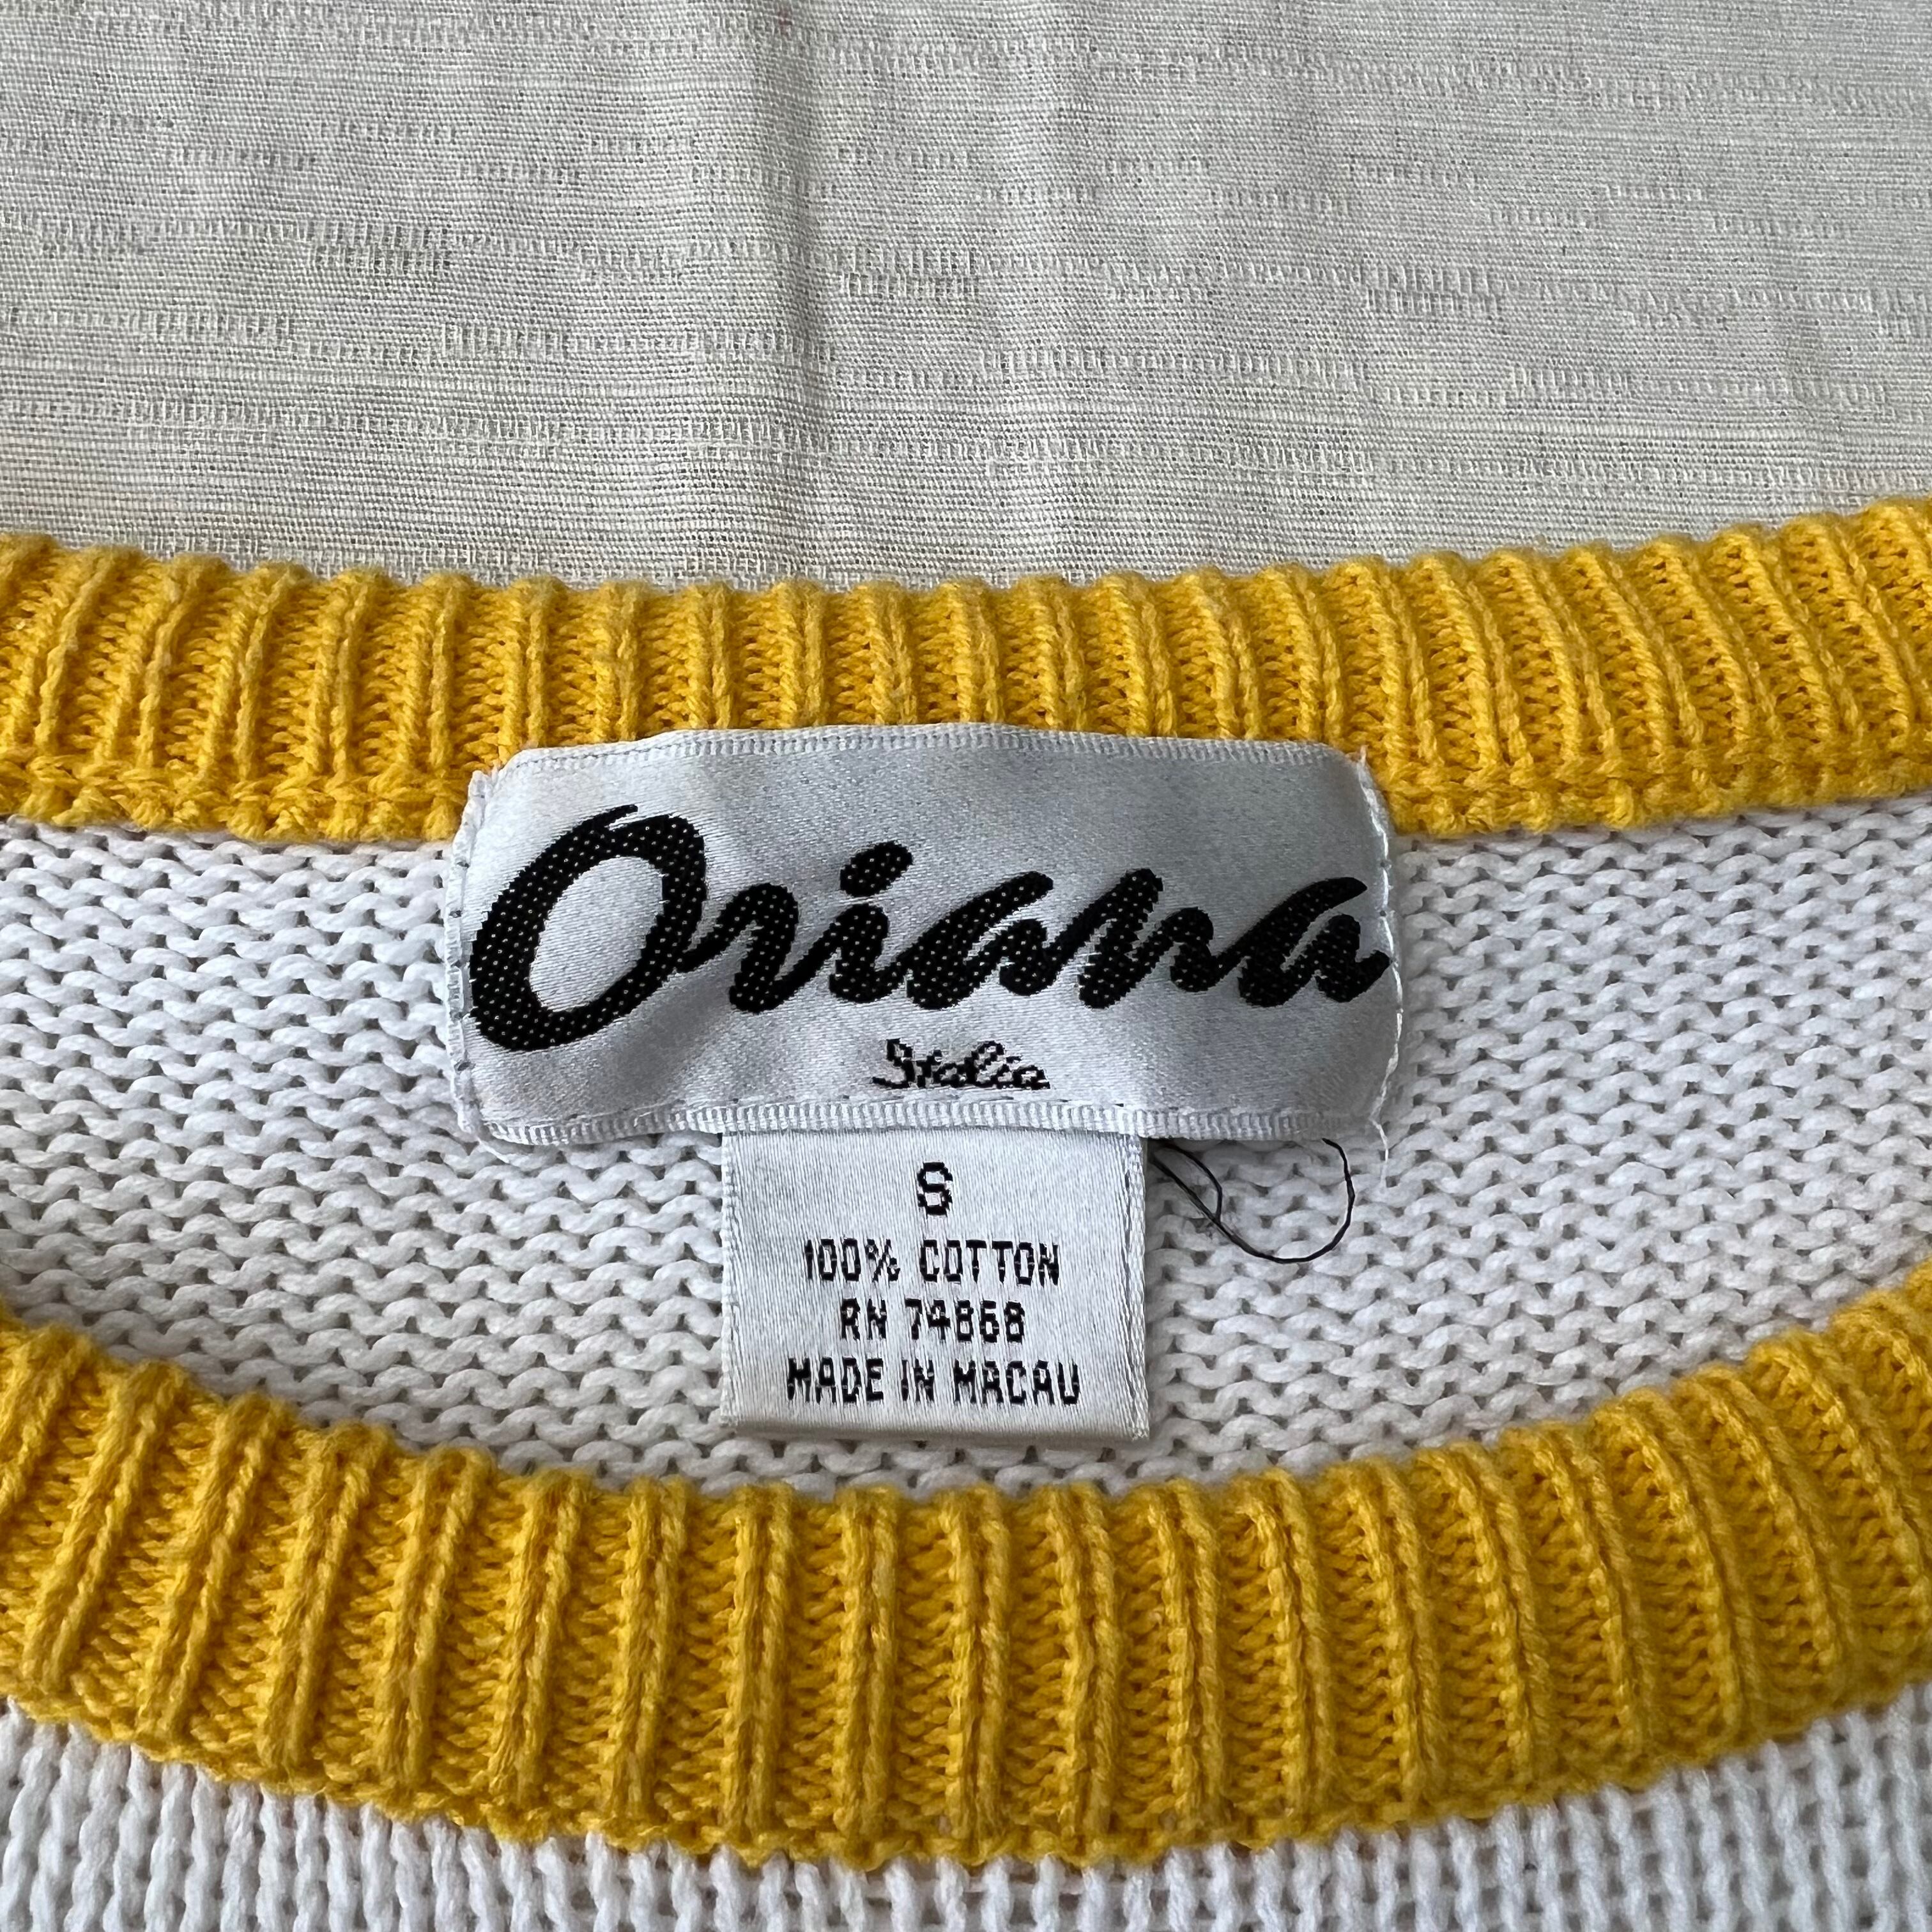 Oriana
Italia
S
100% COTTON
RN 74868
MADE IN MACAU